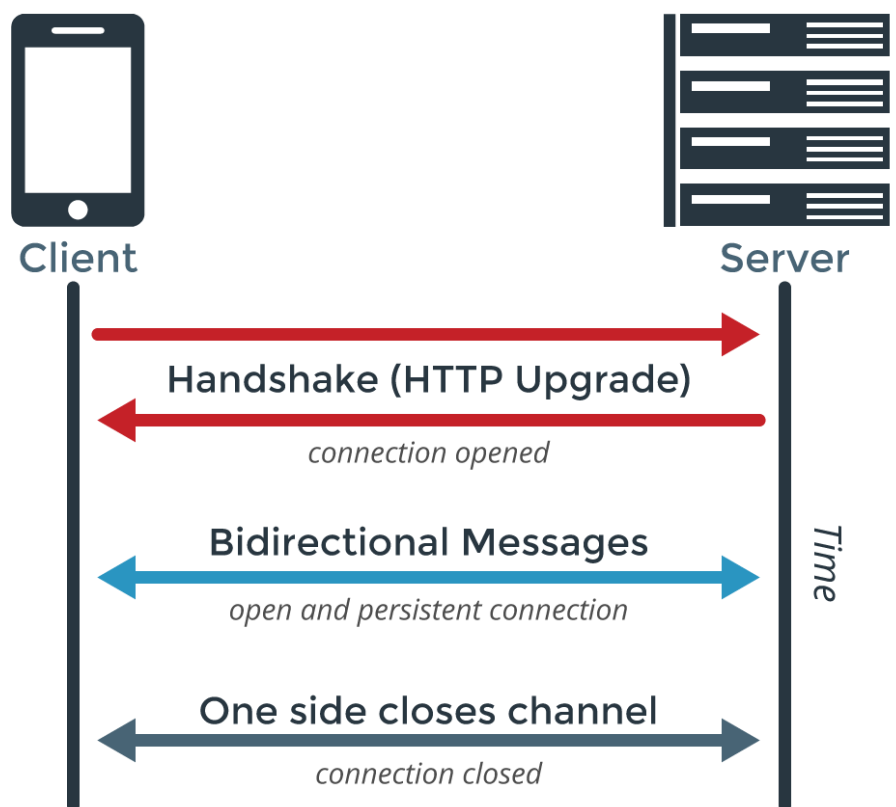 Client
Server
Handshake (HTTP Upgrade)
connection opened
Bidirectional Messages
open and persistent connection
Time
One side closes channel
connection closed